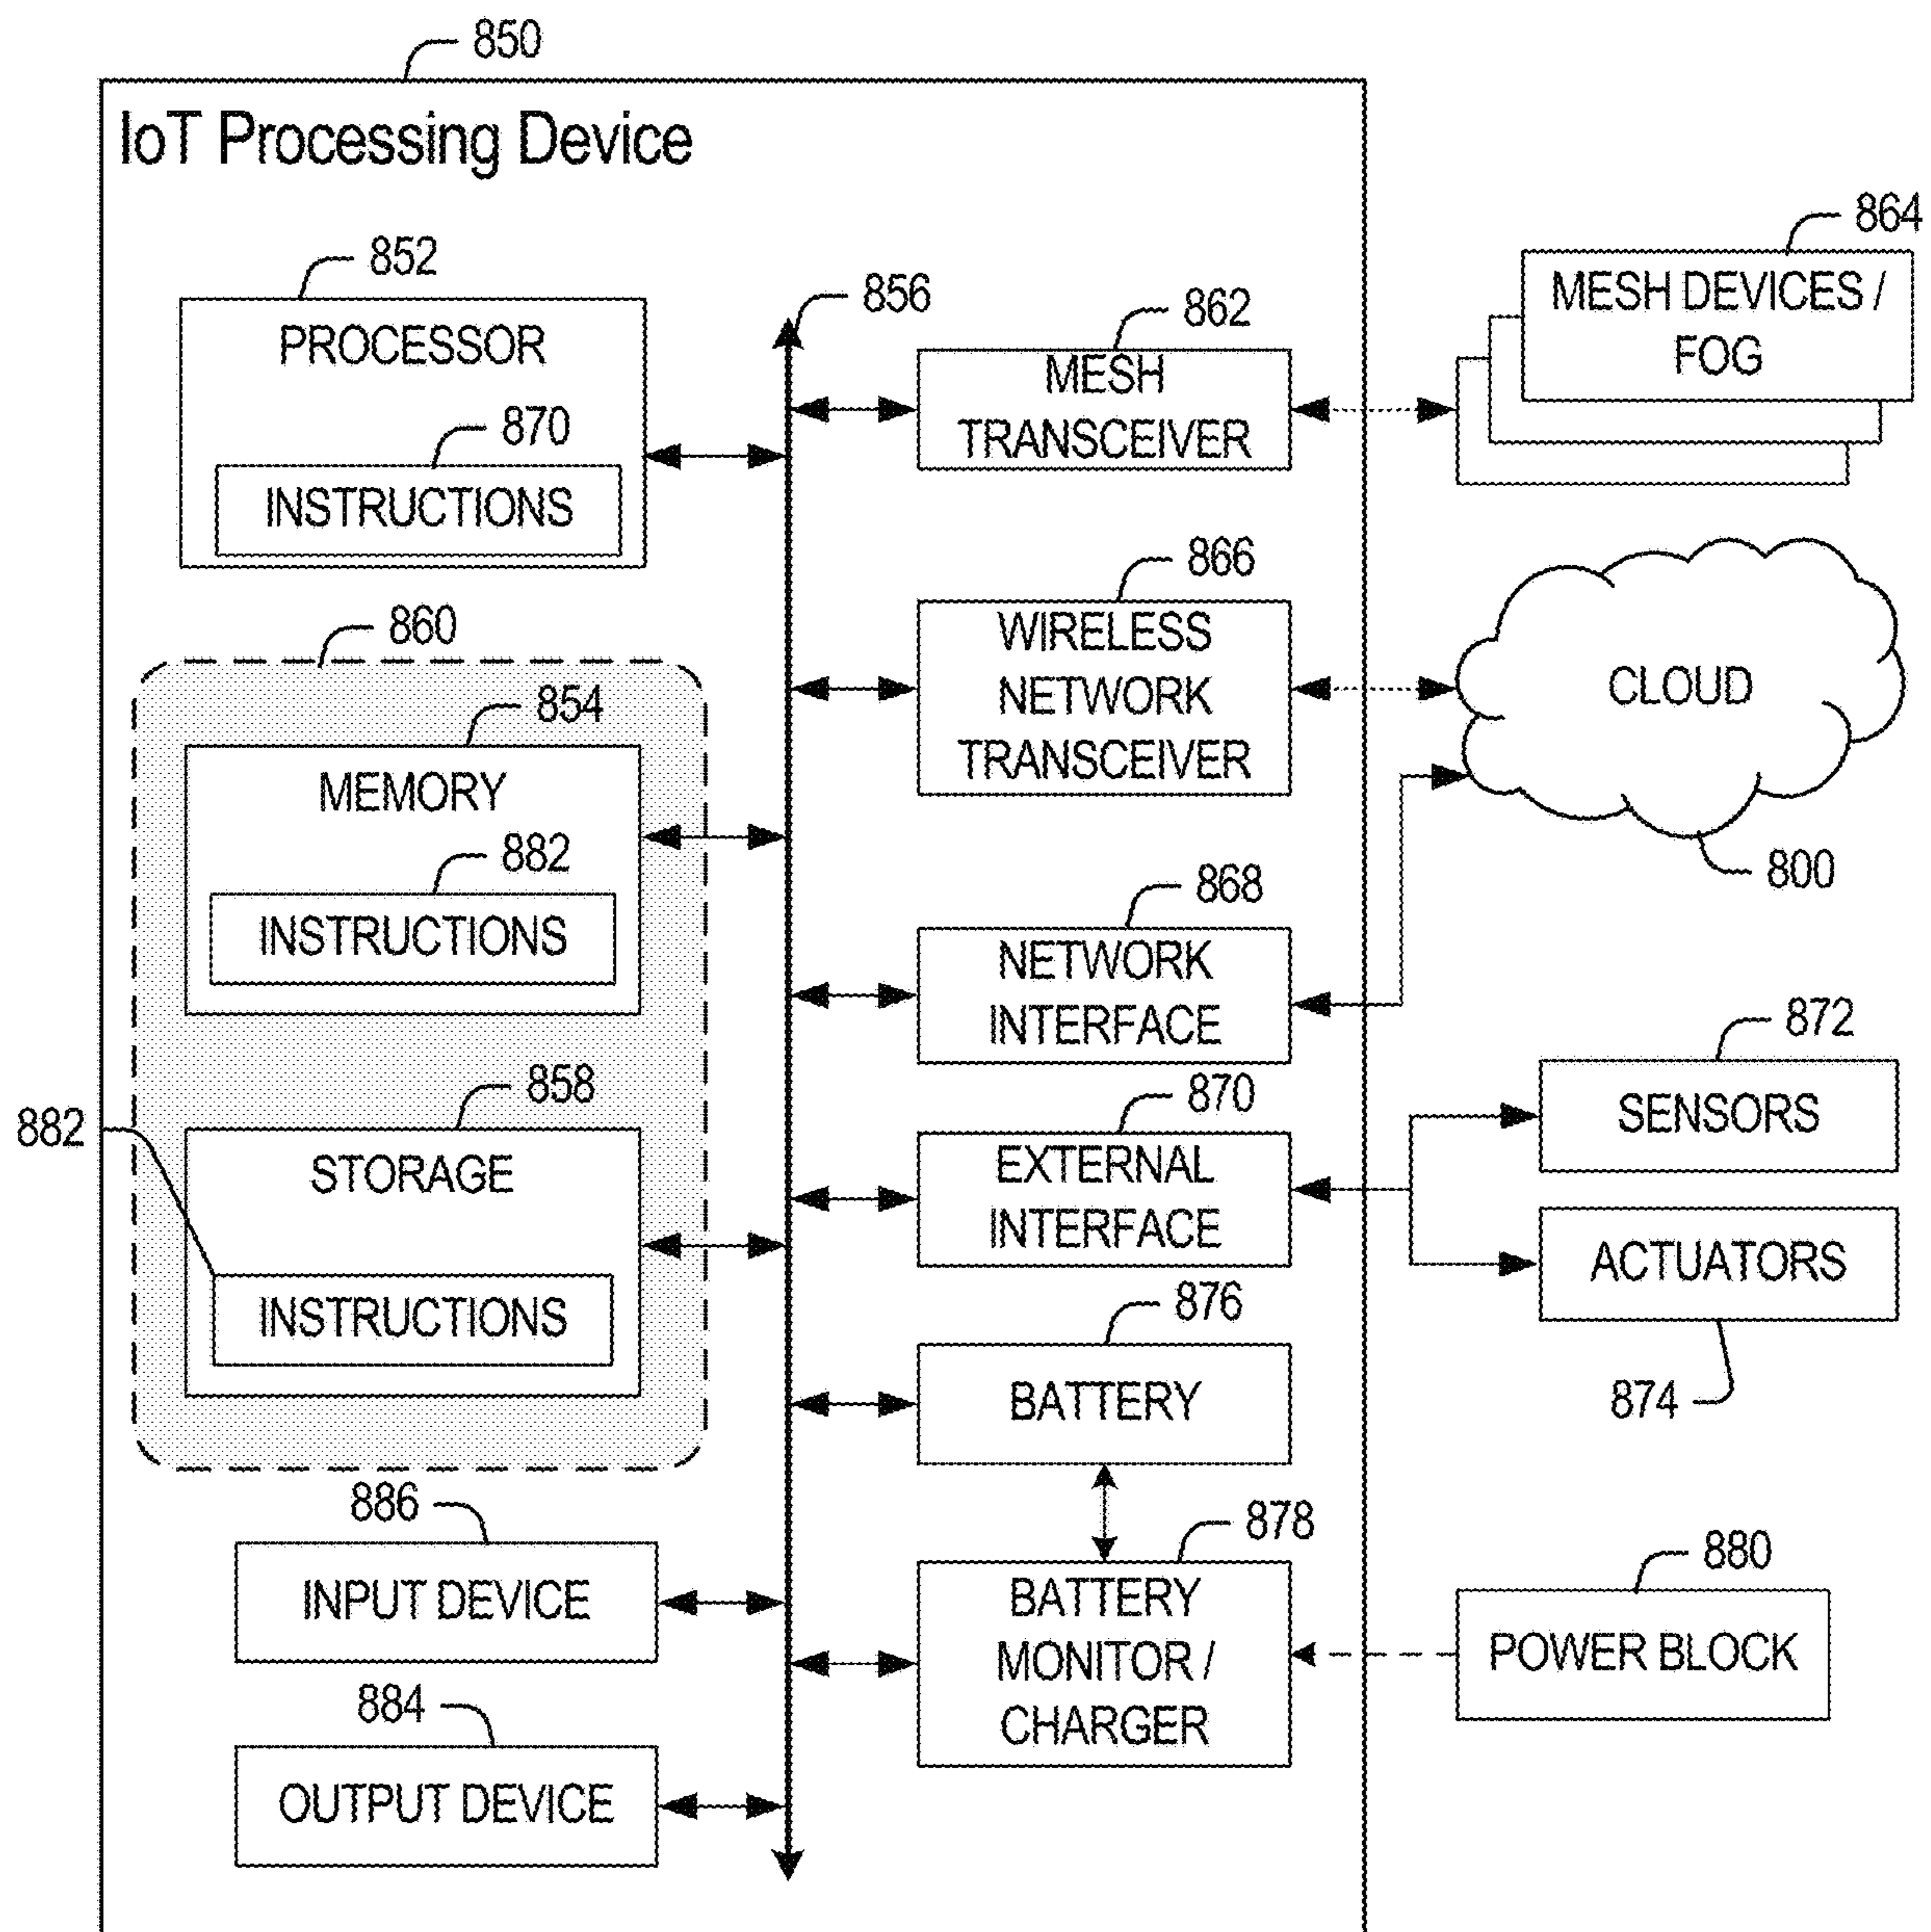 850
IoT Processing Device
852
PROCESSOR
870
INSTRUCTIONS
856
862
MESH
TRANSCEIVER
864
MESH DEVICES /
FOG
860
854
MEMORY
882
INSTRUCTIONS
866
WIRELESS
NETWORK
TRANSCEIVER
CLOUD
800
868
NETWORK
INTERFACE
858
882
STORAGE
INSTRUCTIONS
870
EXTERNAL
INTERFACE
872
SENSORS
ACTUATORS
874
876
BATTERY
886
INPUT DEVICE
878
BATTERY
MONITOR /
CHARGER
880
POWER BLOCK
884
OUTPUT DEVICE